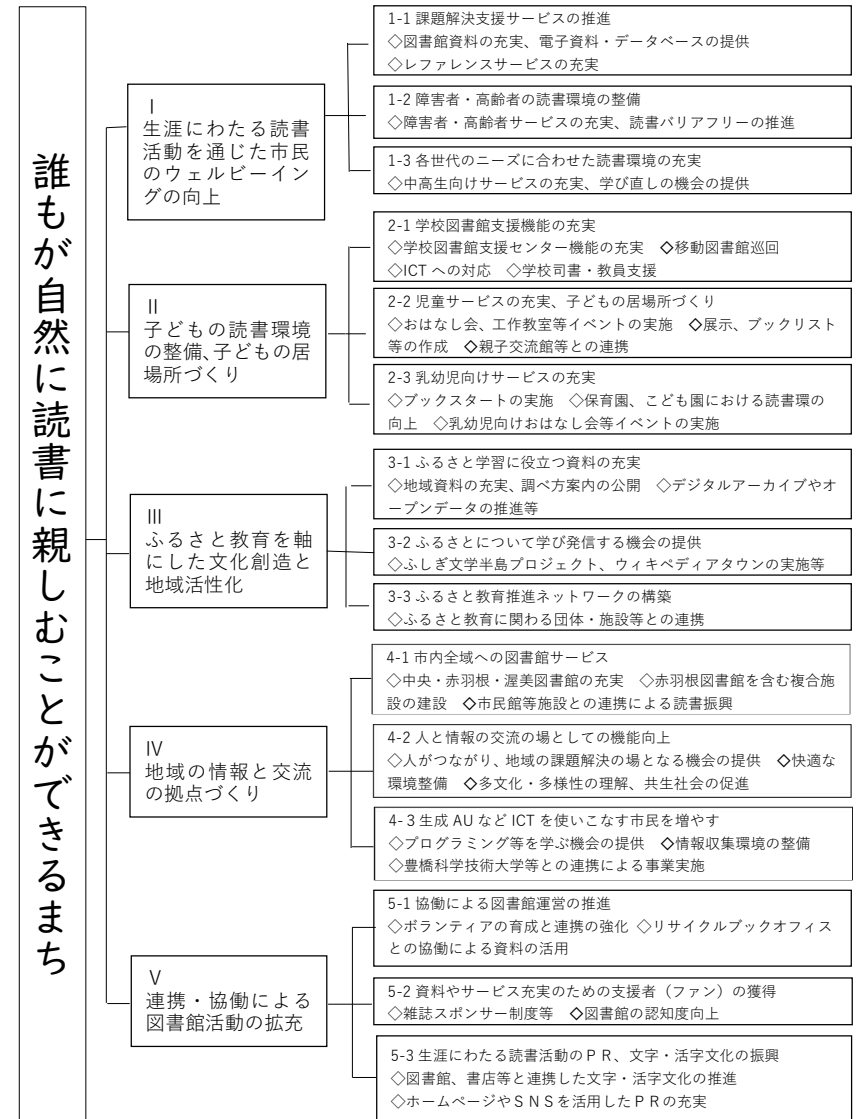 誰もが自然に読書に親しむことができるまち
Ⅰ
生涯にわたる読書
活動を通じた市民
のウェルビーイン
グの向上
1-1 課題解決支援サービスの推進
◇図書館資料の充実、電子資料・データベースの提供
◇レファレンスサービスの充実
1-2 障害者・高齢者の読書環境の整備
◇障害者・高齢者サービスの充実、読書バリアフリーの推進
1-3 各世代のニーズに合わせた読書環境の充実
◇中高生向けサービスの充実、学び直しの機会の提供
Ⅱ
子どもの読書環境
の整備、子どもの居
場所づくり
2-1 学校図書館支援機能の充実
◇学校図書館支援センター機能の充実 ◇移動図書館巡回
◇ICT への対応 ◇学校司書・教員支援
2-2 児童サービスの充実、子どもの居場所づくり
◇おはなし会、工作教室等イベントの実施 ◇展示、ブックリスト
等の作成 ◇親子交流館等との連携
2-3 乳幼児向けサービスの充実
◇ブックスタートの実施 ◇保育園、こども園における読書環の
向上 ◇乳幼児向けおはなし会等イベントの実施
Ⅲ
ふるさと教育を軸
にした文化創造と
地域活性化
3-1 ふるさと学習に役立つ資料の充実
◇地域資料の充実、調べ方案内の公開 ◇デジタルアーカイブやオ
ープンデータの推進等
3-2 ふるさとについて学び発信する機会の提供
◇ふしぎ文学半島プロジェクト、ウィキペディアタウンの実施等
3-3 ふるさと教育推進ネットワークの構築
◇ふるさと教育に関わる団体・施設等との連携
Ⅳ
地域の情報と交流
の拠点づくり
4-1 市内全域への図書館サービス
◇中央・赤羽根・渥美図書館の充実 ◇赤羽根図書館を含む複合施
設の建設 ◇市民館等施設との連携による読書振興
4-2 人と情報の交流の場としての機能向上
◇人がつながり、地域の課題解決の場となる機会の提供 ◇快適な
環境整備 ◇多文化・多様性の理解、共生社会の促進
4-３生成 AU など ICT を使いこなす市民を増やす
◇プログラミング等を学ぶ機会の提供 ◇情報収集環境の整備
◇豊橋科学技術大学等との連携による事業実施
Ⅴ
連携・協働による
図書館活動の拡充
5-1 協働による図書館運営の推進
◇ボランティアの育成と連携の強化 ◇リサイクルブックオフィス
との協働による資料の活用
5-2 資料やサービス充実のための支援者（ファン）の獲得
◇雑誌スポンサー制度等 ◇図書館の認知度向上
5-3 生涯にわたる読書活動のＰＲ、文字・活字文化の振興
◇図書館、書店等と連携した文字・活字文化の推進
◇ホームページやＳＮＳを活用したＰＲの充実